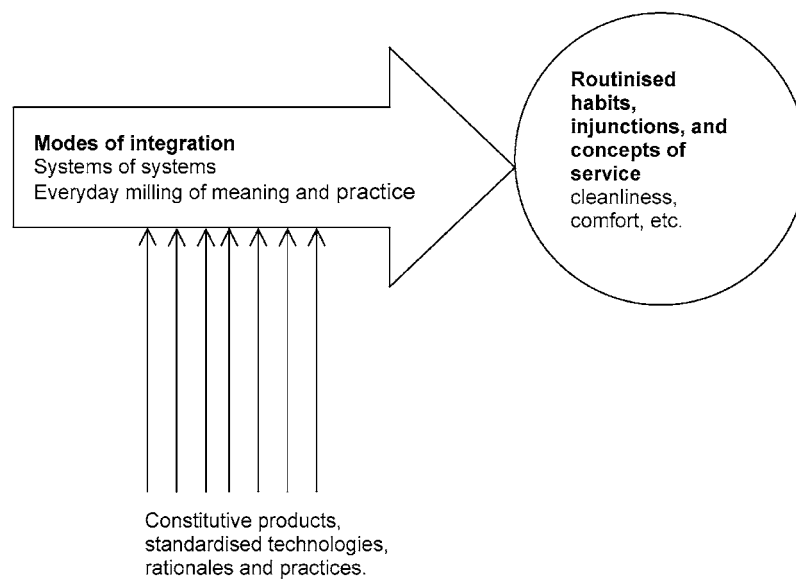 Modes of integration
Systems of systems
Everyday milling of meaning and practice
Routinised
habits,
injunctions, and
concepts of
service
cleanliness,
comfort, etc.
Constitutive products,
standardised technologies,
rationales and practices.